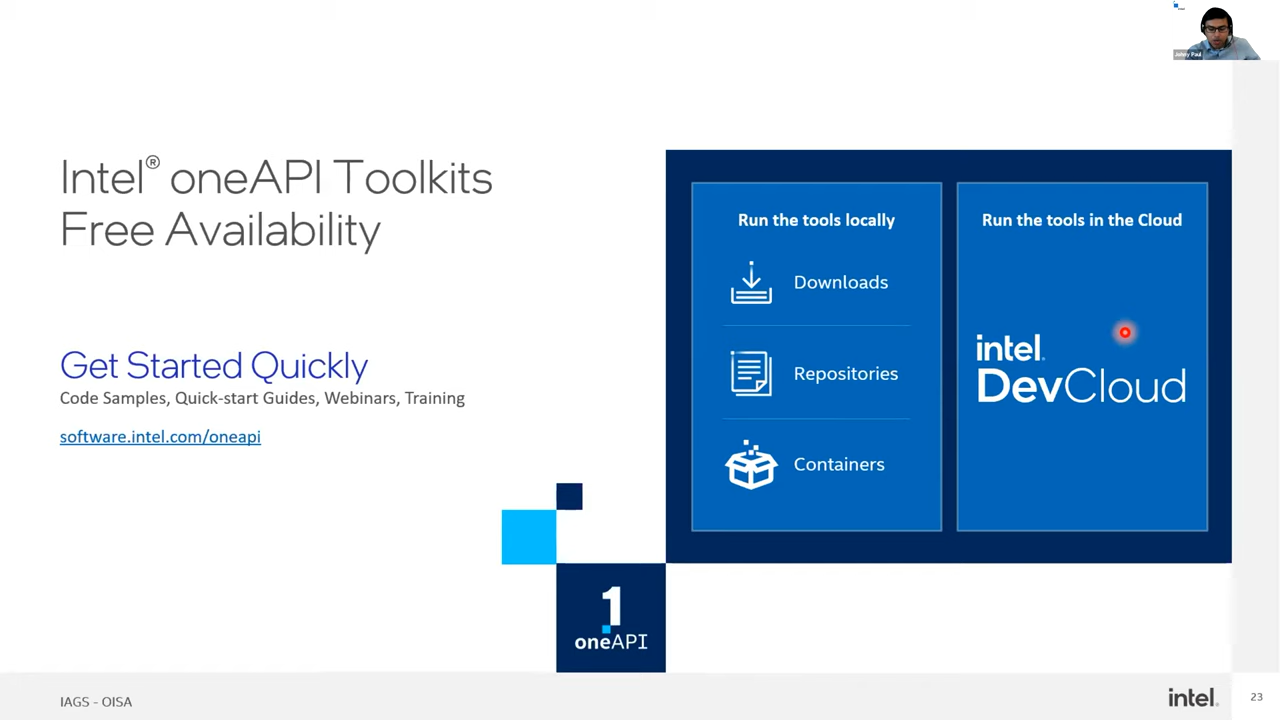 Johny Paul
Intel® oneAPI Toolkits
Free Availability
Get Started Quickly
Code Samples, Quick-start Guides, Webinars, Training
software.intel.com/oneapi
Run the tools locally
Downloads
Repositories
Containers
Run the tools in the Cloud
intel.
DevCloud
1
oneAPI
IAGS - OISA
intel.
23